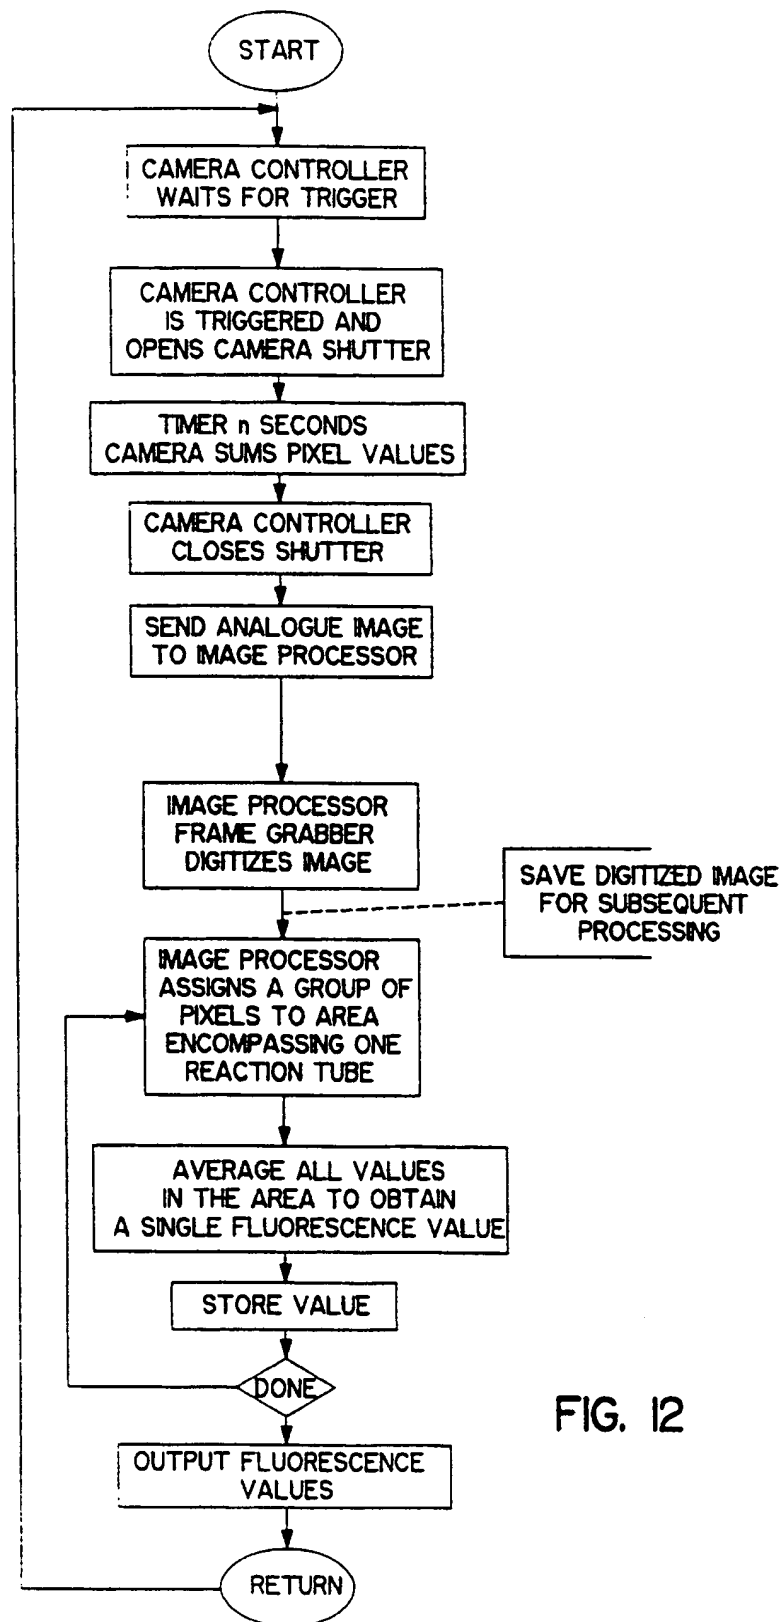 START
CAMERA CONTROLLER
WAITS FOR TRIGGER
CAMERA CONTROLLER
IS TRIGGERED AND
OPENS CAMERA SHUTTER
TIMER n SECONDS
CAMERA SUMS PIXEL VALUES
CAMERA CONTROLLER
CLOSES SHUTTER
SEND ANALOGUE IMAGE
TO IMAGE PROCESSOR
IMAGE PROCESSOR
FRAME GRABBER
DIGITIZES IMAGE
SAVE DIGITIZED IMAGE
FOR SUBSEQUENT
PROCESSING
IMAGE PROCESSOR
ASSIGNS A GROUP OF
PIXELS TO AREA
ENCOMPASSING ONE
REACTION TUBE
AVERAGE ALL VALUES
IN THE AREA TO OBTAIN
A SINGLE FLUORESCENCE VALUE
STORE VALUE
DONE
OUTPUT FLUORESCENCE
VALUES
RETURN
FIG. 12